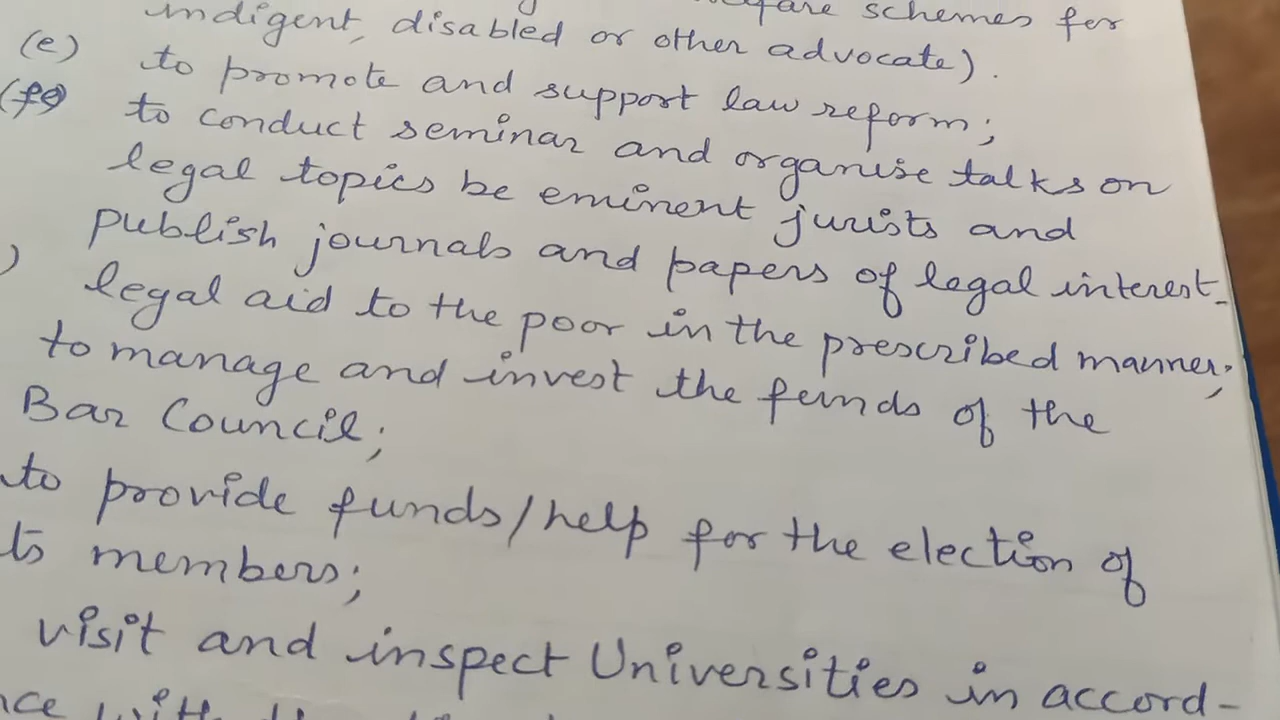 schemes for
indigent, disabled or other advocate).
(e) to promote and support law reform;
(f) to conduct seminar and organise talks on
legal topics be eminent jurists and
publish journals and papers of legal interest.
) legal aid to the poor in the prescribed manner;
to manage and invest the funds of the
Bar Council;
to provide funds/help for the election of
ts members;
visit and inspect Universities in accord-